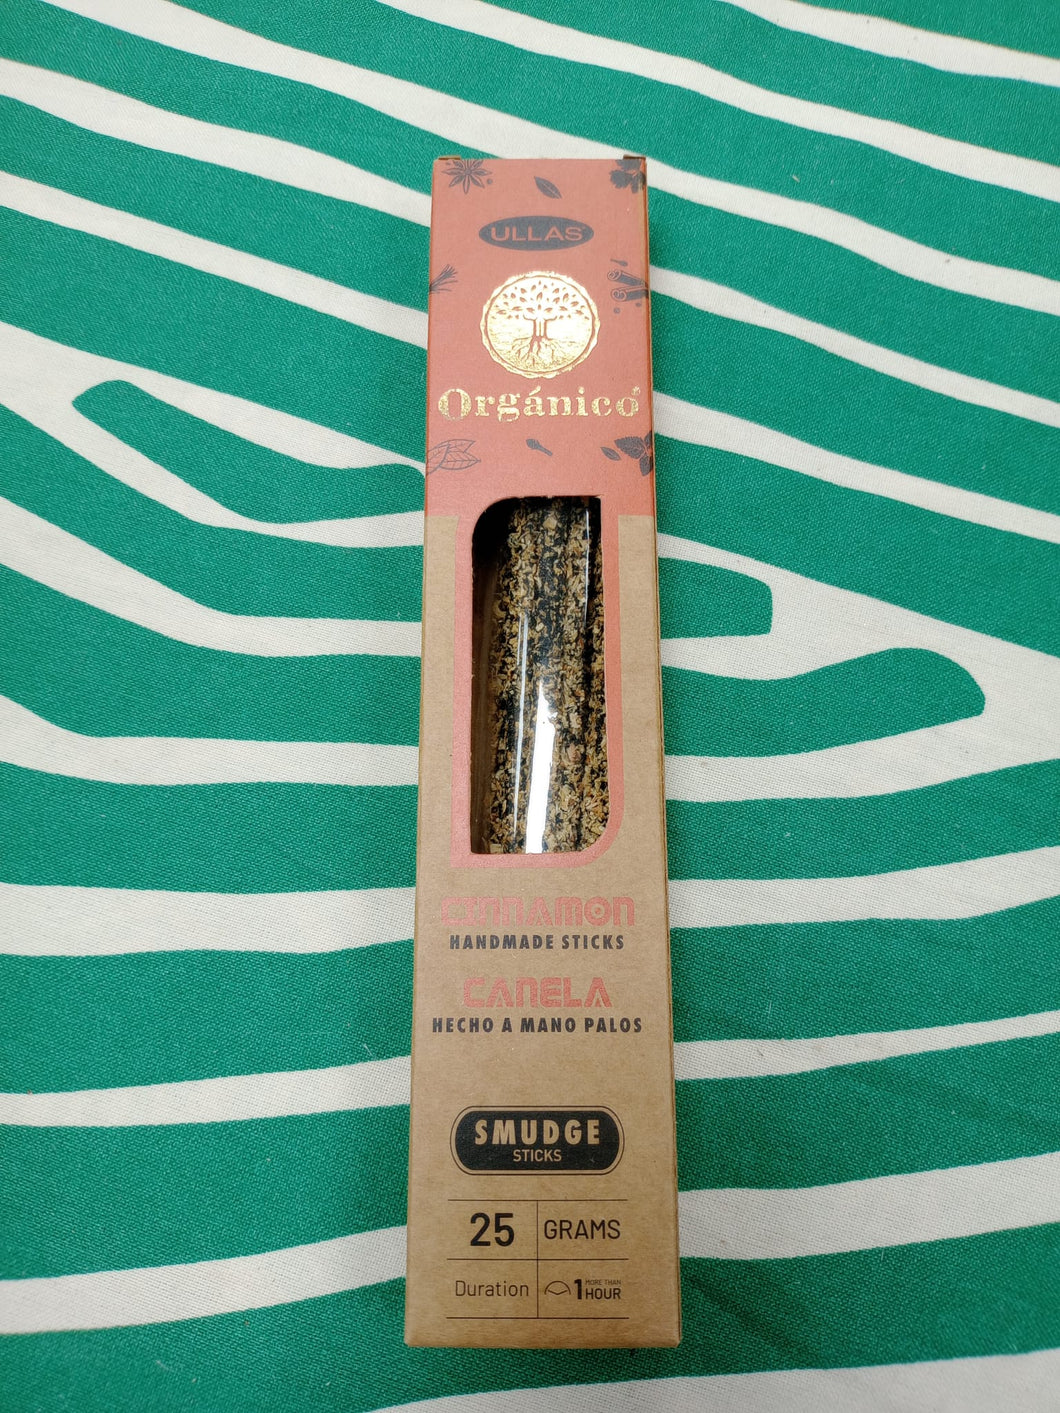 ULLAS
Orgánico
CINNAMON
HANDMADE STICKS
CANELA
HECHO A MANO PALOS
SMUDGE
STICKS
25 GRAMS
Duration 1 MORE THAN HOUR